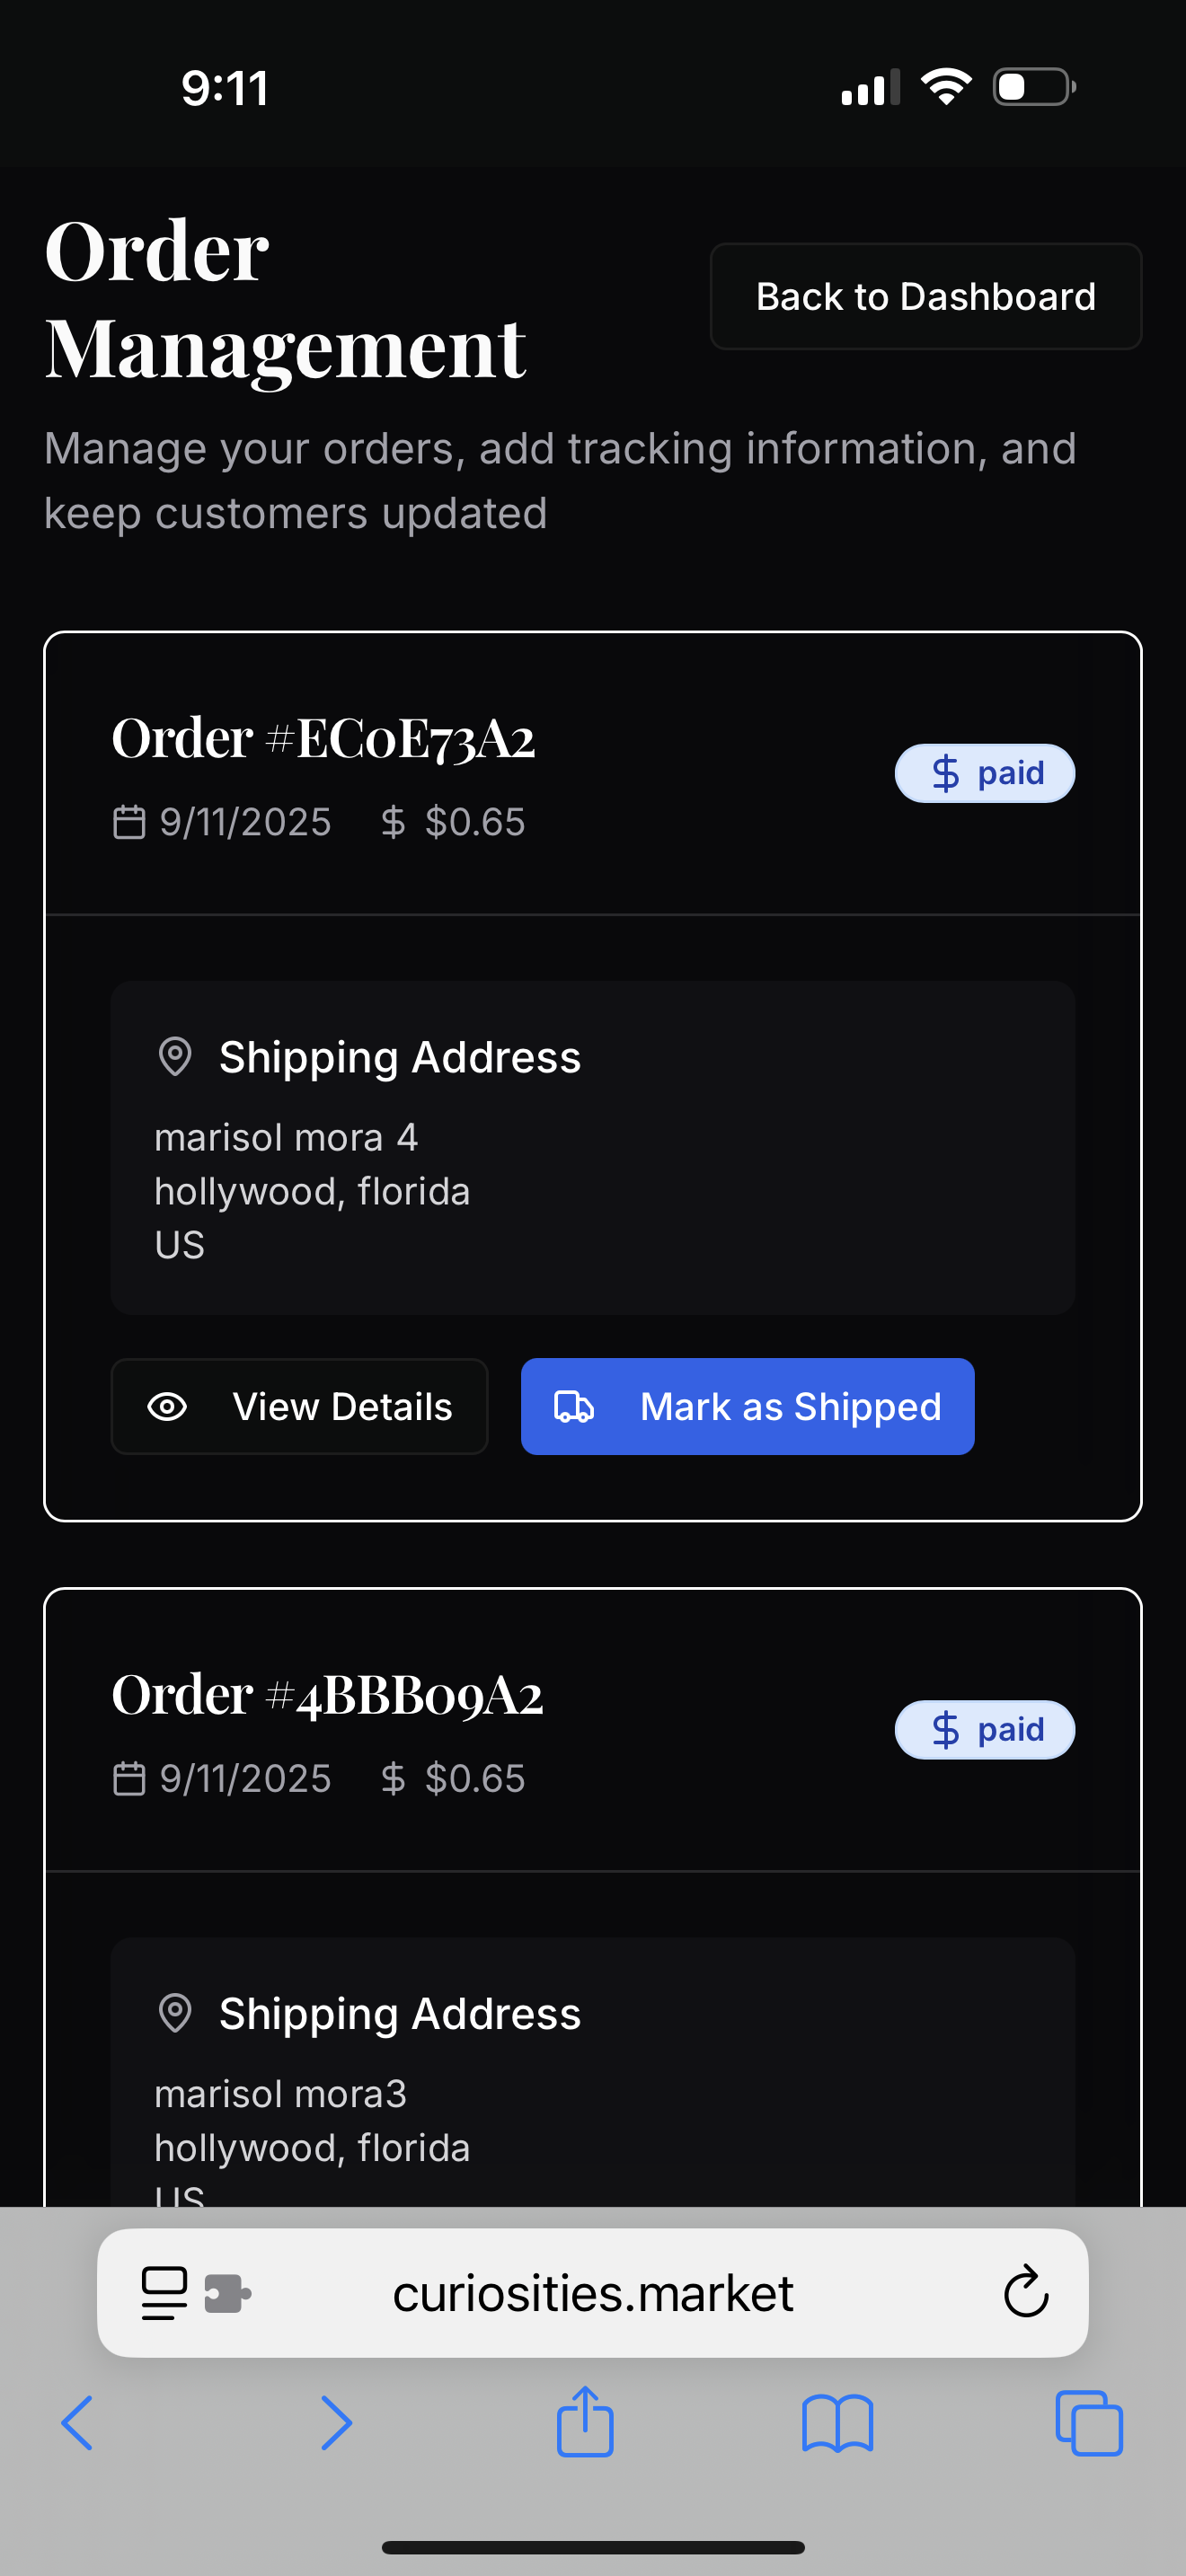 9:11
Order
Management
Back to Dashboard
Manage your orders, add tracking information, and
keep customers updated
Order #EC0E73A2
paid
9/11/2025 $0.65
Shipping Address
marisol mora 4
hollywood, florida
US
View Details
Mark as Shipped
Order #4BBB09A2
paid
9/11/2025 $0.65
Shipping Address
marisol mora3
hollywood, florida
US
curiosities.market